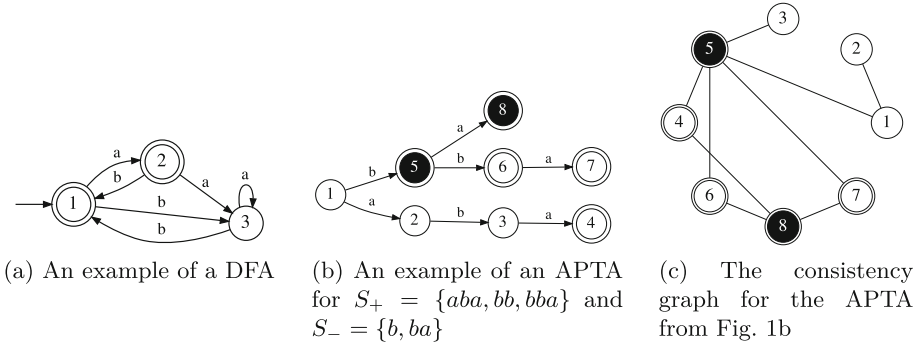 3
5
2
8
a
4
1
2
a
5
b
6
a
7
a
b
a
b
6
7
1
b
3
1
a
2
b
3
a
4
8
b
(a) An example of a DFA
(b) An example of an APTA
for S+ = {aba, bb, bba} and
S− = {b, ba}
(c) The consistency
graph for the APTA
from Fig. 1b